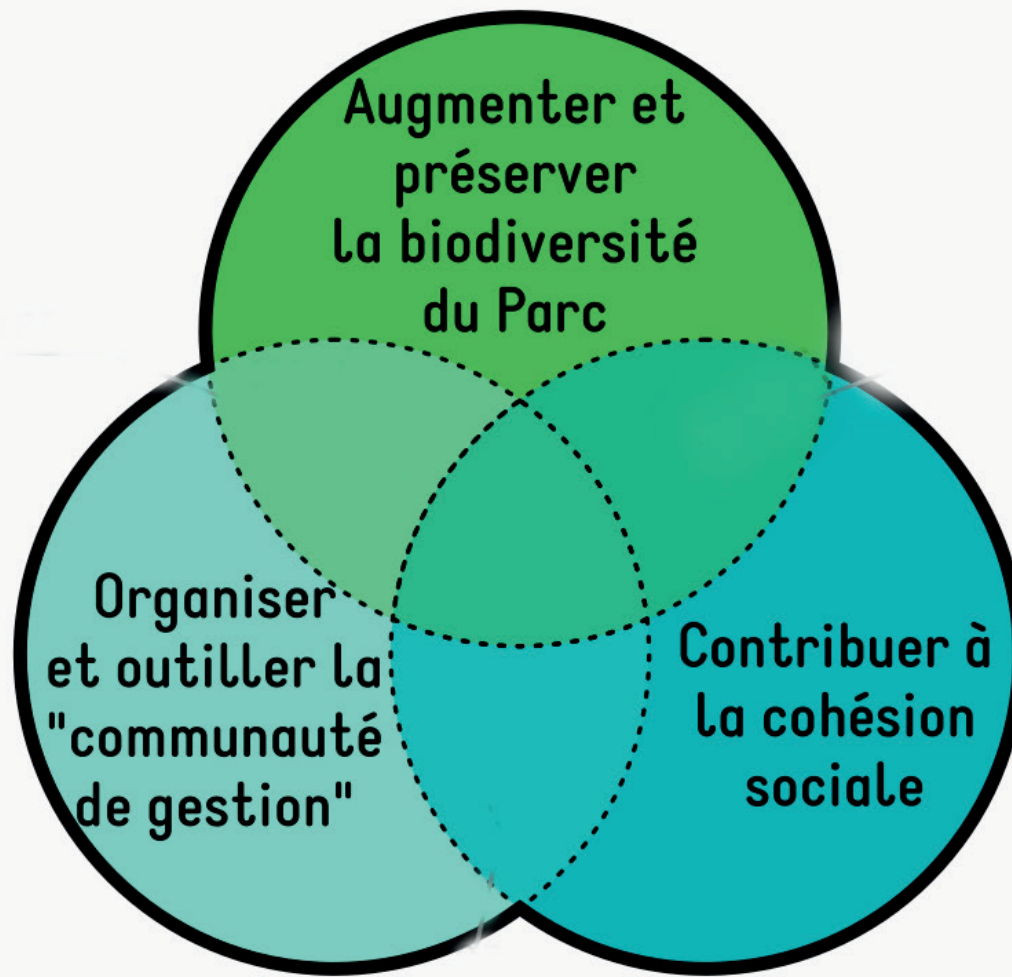 Augmenter et
préserver
la biodiversité
du Parc
Organiser
et outiller la
"communauté
de gestion"
Contribuer à
la cohésion
sociale